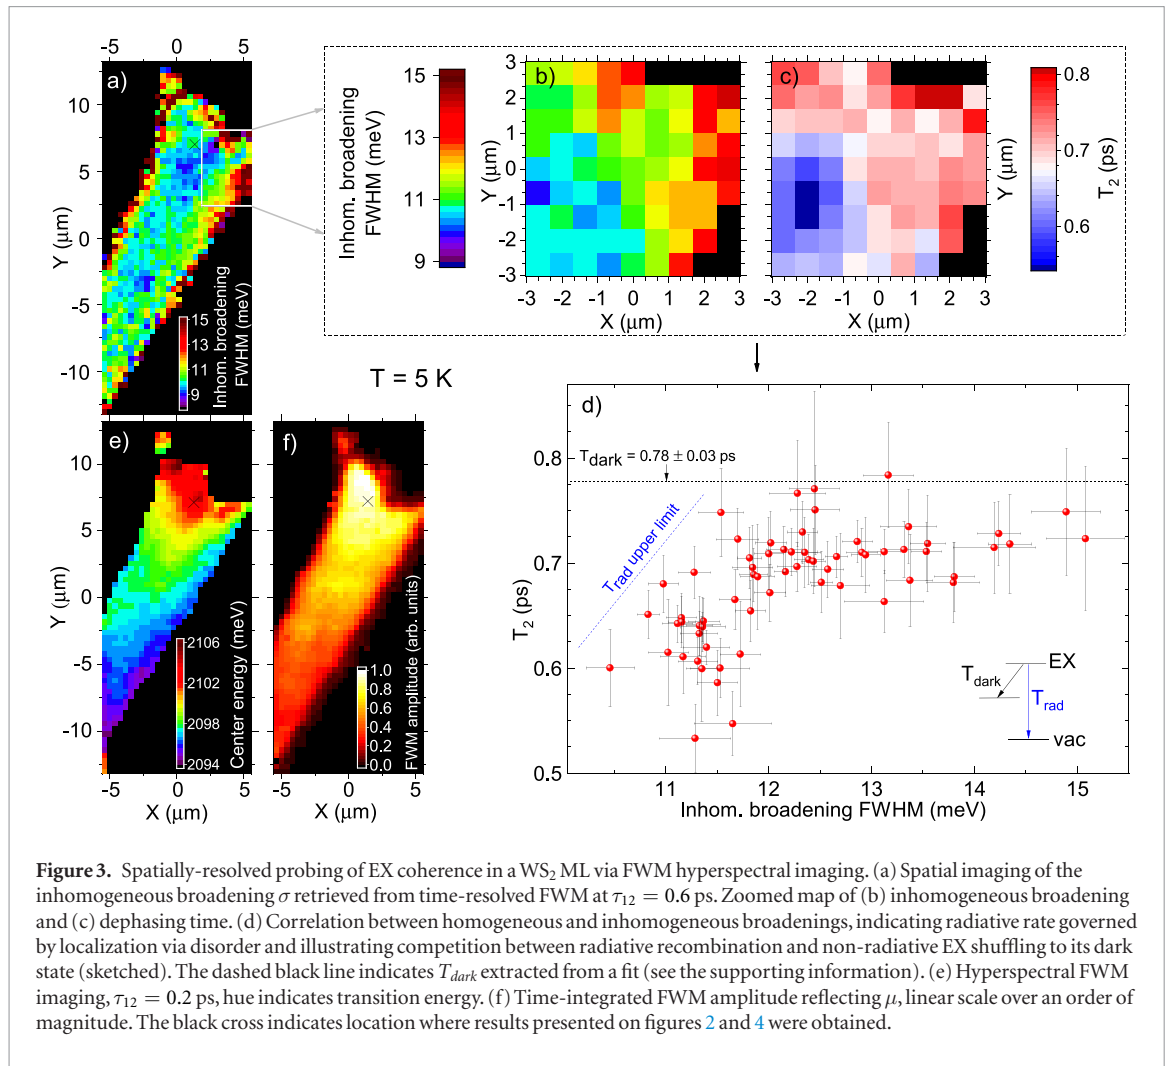 -5 0 5
a)
10
5
0
-5
-10
Y (μm)
15
13
11
9
Inhom. broadening
FWHM (meV)
Inhom. broadening
FWHM (meV)
15
13
11
9
b)
3
2
1
0
-1
-2
-3
Y (μm)
-3 -2 -1 0 1 2 3
X (μm)
c)
-3 -2 -1 0 1 2 3
X (μm)
Y (μm)
0.8
0.7
0.6
T2 (ps)
T = 5 K
e)
10
5
0
-5
-10
Y (μm)
2106
2102
2098
2094
Center energy (meV)
-5 0 5
X (μm)
f)
1.0
0.8
0.6
0.4
0.2
0.0
FWM amplitude (arb. units)
-5 0 5
X (μm)
d)
0.8
0.7
0.6
0.5
T2 (ps)
Tdark = 0.78 ± 0.03 ps
Trad upper limit
EX
Tdark
Trad
vac
11 12 13 14 15
Inhom. broadening FWHM (meV)
Figure 3. Spatially-resolved probing of EX coherence in a WS2 ML via FWM hyperspectral imaging. (a) Spatial imaging of the
inhomogeneous broadening σ retrieved from time-resolved FWM at τ12 = 0.6 ps. Zoomed map of (b) inhomogeneous broadening
and (c) dephasing time. (d) Correlation between homogeneous and inhomogeneous broadenings, indicating radiative rate governed
by localization via disorder and illustrating competition between radiative recombination and non-radiative EX shuffling to its dark
state (sketched). The dashed black line indicates Tdark extracted from a fit (see the supporting information). (e) Hyperspectral FWM
imaging, τ12 = 0.2 ps, hue indicates transition energy. (f) Time-integrated FWM amplitude reflecting μ, linear scale over an order of
magnitude. The black cross indicates location where results presented on figures 2 and 4 were obtained.